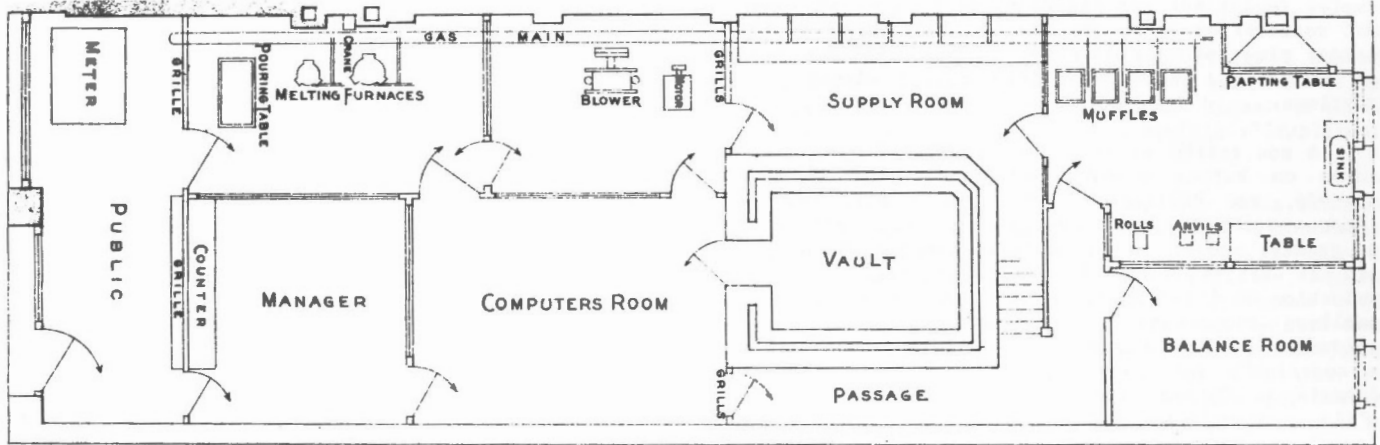 METER
GRILLE
POURING TABLE
CRANE
MELTING FURNACES
GAS MAIN
BLOWER
MOTOR
GRILLS
SUPPLY ROOM
MUFFLES
PARTING TABLE
SINK
PUBLIC
GRILLE
COUNTER
MANAGER
COMPUTERS ROOM
VAULT
ROLLS
ANVILS
TABLE
BALANCE ROOM
GRILLS
PASSAGE